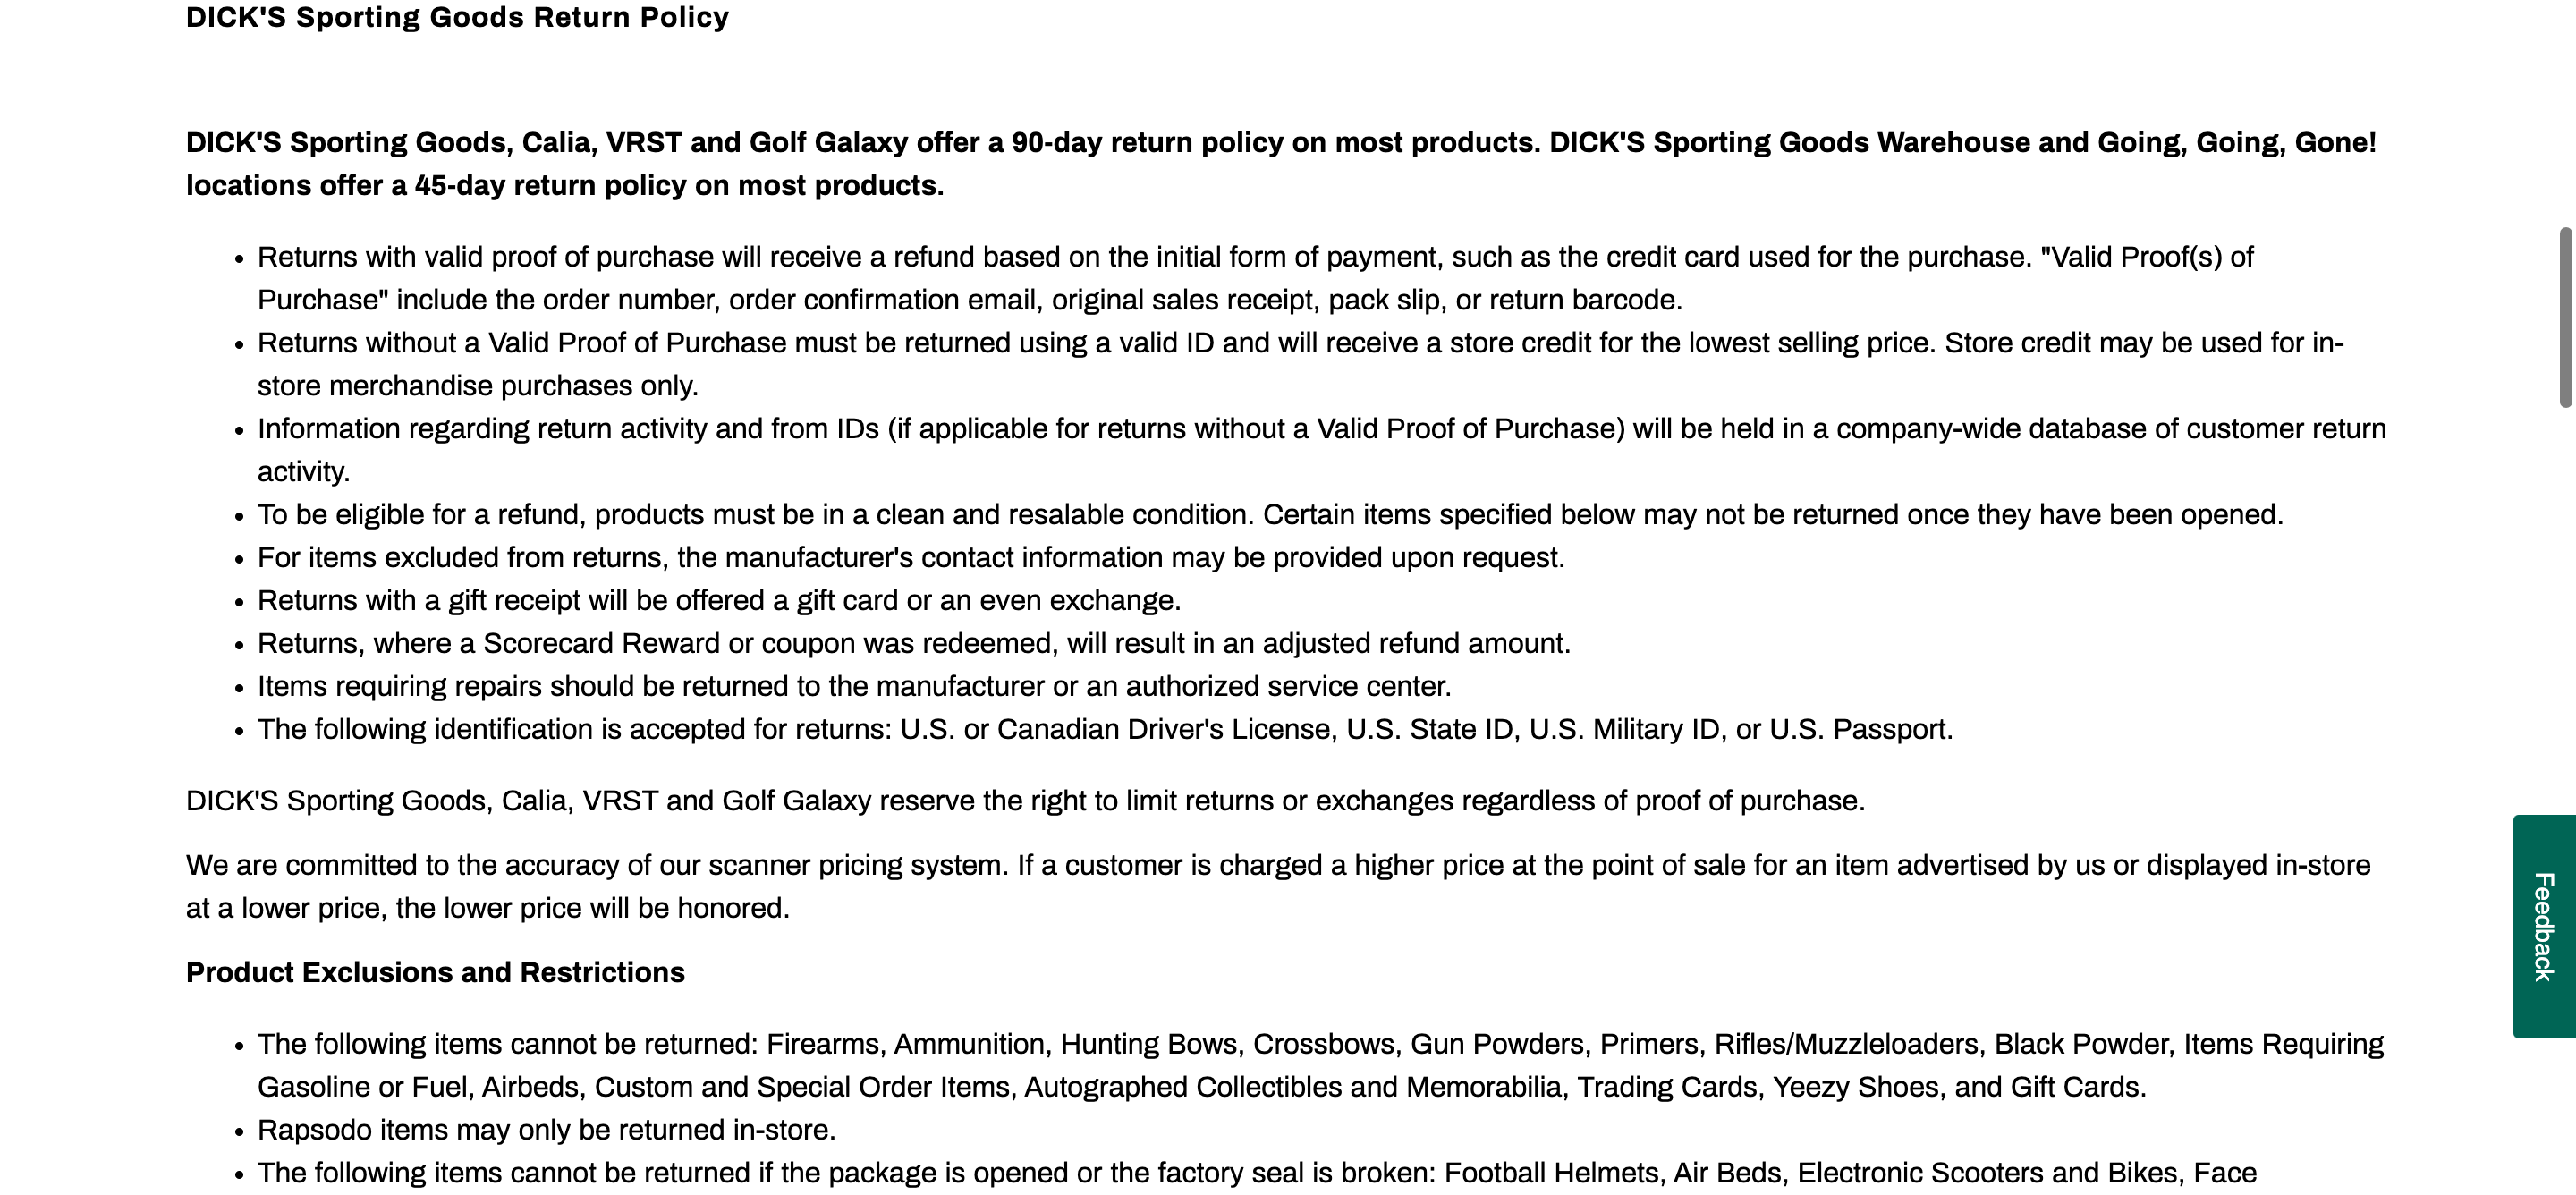 DICK'S Sporting Goods Return Policy
DICK'S Sporting Goods, Calia, VRST and Golf Galaxy offer a 90-day return policy on most products. DICK'S Sporting Goods Warehouse and Going, Going, Gone!
locations offer a 45-day return policy on most products.
• Returns with valid proof of purchase will receive a refund based on the initial form of payment, such as the credit card used for the purchase. "Valid Proof(s) of
Purchase" include the order number, order confirmation email, original sales receipt, pack slip, or return barcode.
• Returns without a Valid Proof of Purchase must be returned using a valid ID and will receive a store credit for the lowest selling price. Store credit may be used for in-
store merchandise purchases only.
• Information regarding return activity and from IDs (if applicable for returns without a Valid Proof of Purchase) will be held in a company-wide database of customer return
activity.
• To be eligible for a refund, products must be in a clean and resalable condition. Certain items specified below may not be returned once they have been opened.
• For items excluded from returns, the manufacturer's contact information may be provided upon request.
• Returns with a gift receipt will be offered a gift card or an even exchange.
• Returns, where a Scorecard Reward or coupon was redeemed, will result in an adjusted refund amount.
• Items requiring repairs should be returned to the manufacturer or an authorized service center.
• The following identification is accepted for returns: U.S. or Canadian Driver's License, U.S. State ID, U.S. Military ID, or U.S. Passport.
DICK'S Sporting Goods, Calia, VRST and Golf Galaxy reserve the right to limit returns or exchanges regardless of proof of purchase.
We are committed to the accuracy of our scanner pricing system. If a customer is charged a higher price at the point of sale for an item advertised by us or displayed in-store
at a lower price, the lower price will be honored.
Product Exclusions and Restrictions
• The following items cannot be returned: Firearms, Ammunition, Hunting Bows, Crossbows, Gun Powders, Primers, Rifles/Muzzleloaders, Black Powder, Items Requiring
Gasoline or Fuel, Airbeds, Custom and Special Order Items, Autographed Collectibles and Memorabilia, Trading Cards, Yeezy Shoes, and Gift Cards.
• Rapsodo items may only be returned in-store.
• The following items cannot be returned if the package is opened or the factory seal is broken: Football Helmets, Air Beds, Electronic Scooters and Bikes, Face
Feedback